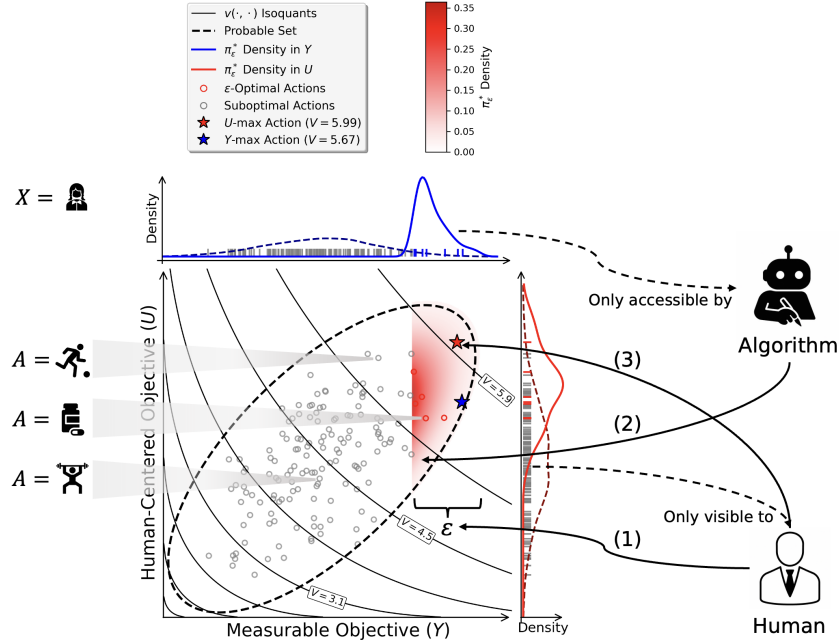 v(·, ·) Isoquants
Probable Set
π*ε Density in Y
π*ε Density in U
ε-Optimal Actions
Suboptimal Actions
U-max Action (V = 5.99)
Y-max Action (V = 5.67)
0.35
0.30
0.25
0.20
0.15
0.10
0.05
0.00
π*ε Density
X =
Density
Only accessible by
Algorithm
Human-Centered Objective (U)
A =
A =
A =
V=5.9
V=4.5
V=3.1
ε
(3)
(2)
(1)
Only visible to
Human
Measurable Objective (Y)
Density